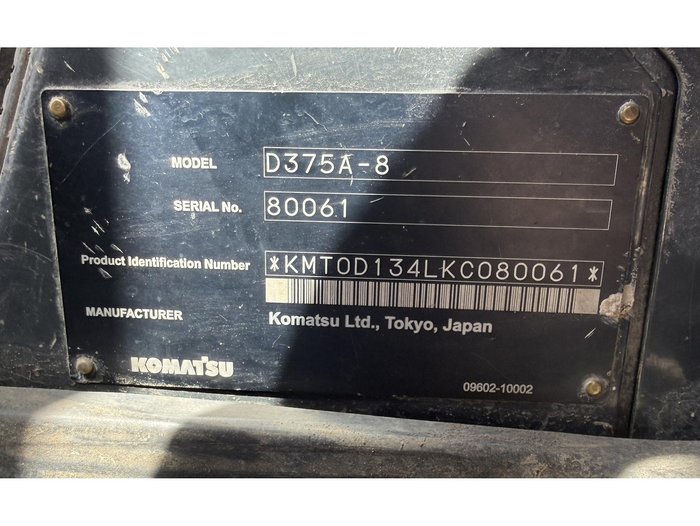 MODEL D375A-8
SERIAL No. 80061
Product Identification Number *KMT0D134LKC080061*
MANUFACTURER Komatsu Ltd., Tokyo, Japan
KOMATSU 09602-10002